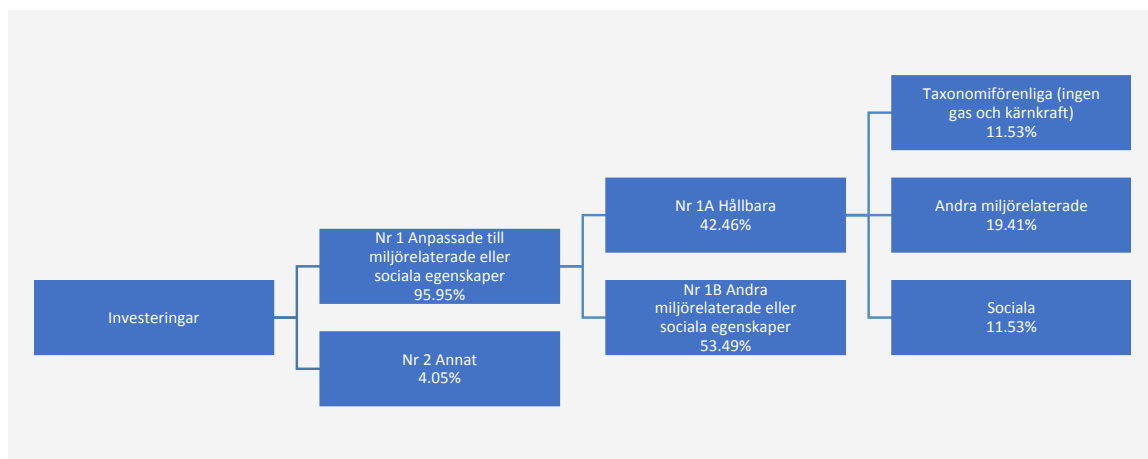 Investeringar
Nr 1 Anpassade till
miljörelaterade eller
sociala egenskaper
95.95%
Nr 2 Annat
4.05%
Nr 1A Hållbara
42.46%
Nr 1B Andra
miljörelaterade eller
sociala egenskaper
53.49%
Taxonomiförenliga (ingen
gas och kärnkraft)
11.53%
Andra miljörelaterade
19.41%
Sociala
11.53%